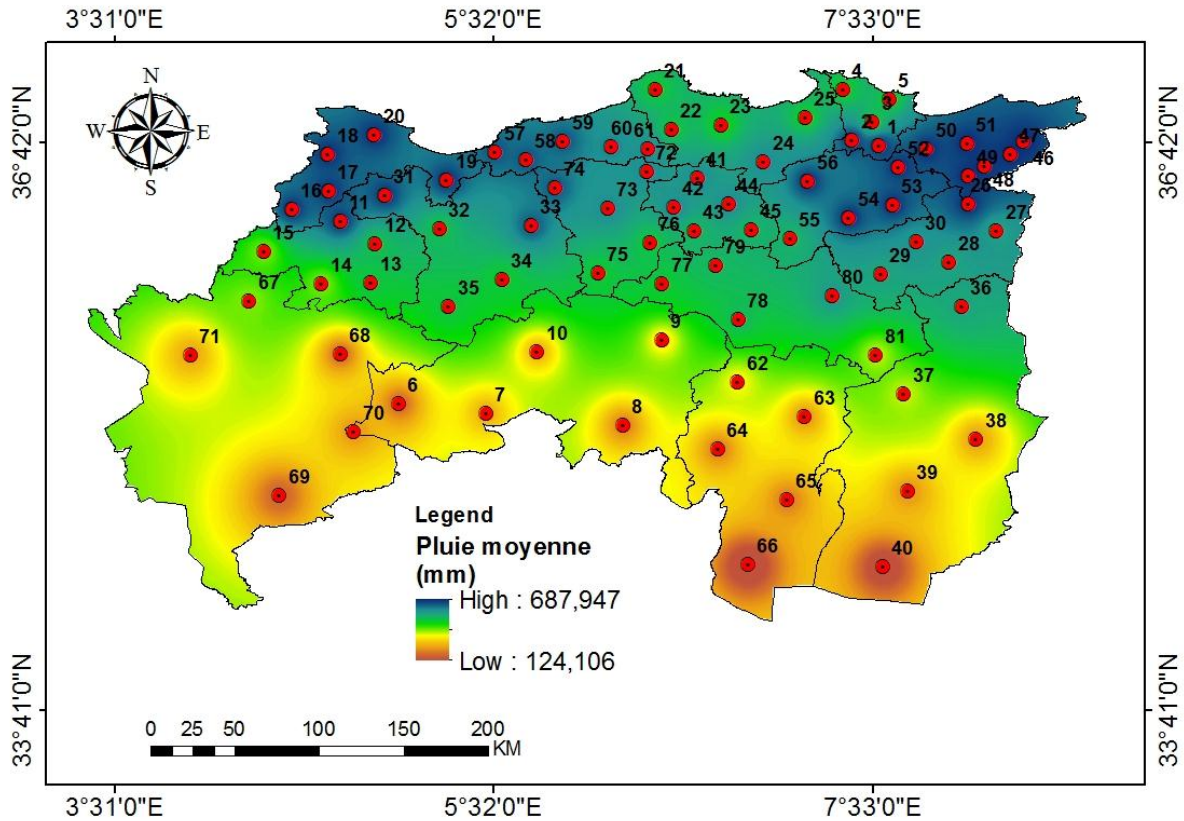 3°31'0"E 5°32'0"E 7°33'0"E
N
W E
S
36°42'0"N
36°42'0"N
21 4 5
22 23 25 3
20 59 2 1 50 51 47
18 57 58 60 61 24 52 49 46
19 74 72 41 56 48
17 31 73 42 44 54 53 26
16 11 33 43 45 55 30 27
12 32 76 79 28
15 13 34 75 77 29
14 80 36
67 35 78
71 68 10 9 81
6 7 62 37
70 8 63 38
64
69 65 39
66 40
Legend
Pluie moyenne
(mm)
High : 687,947
Low : 124,106
0 25 50 100 150 200
KM
33°41'0"N
33°41'0"N
3°31'0"E 5°32'0"E 7°33'0"E